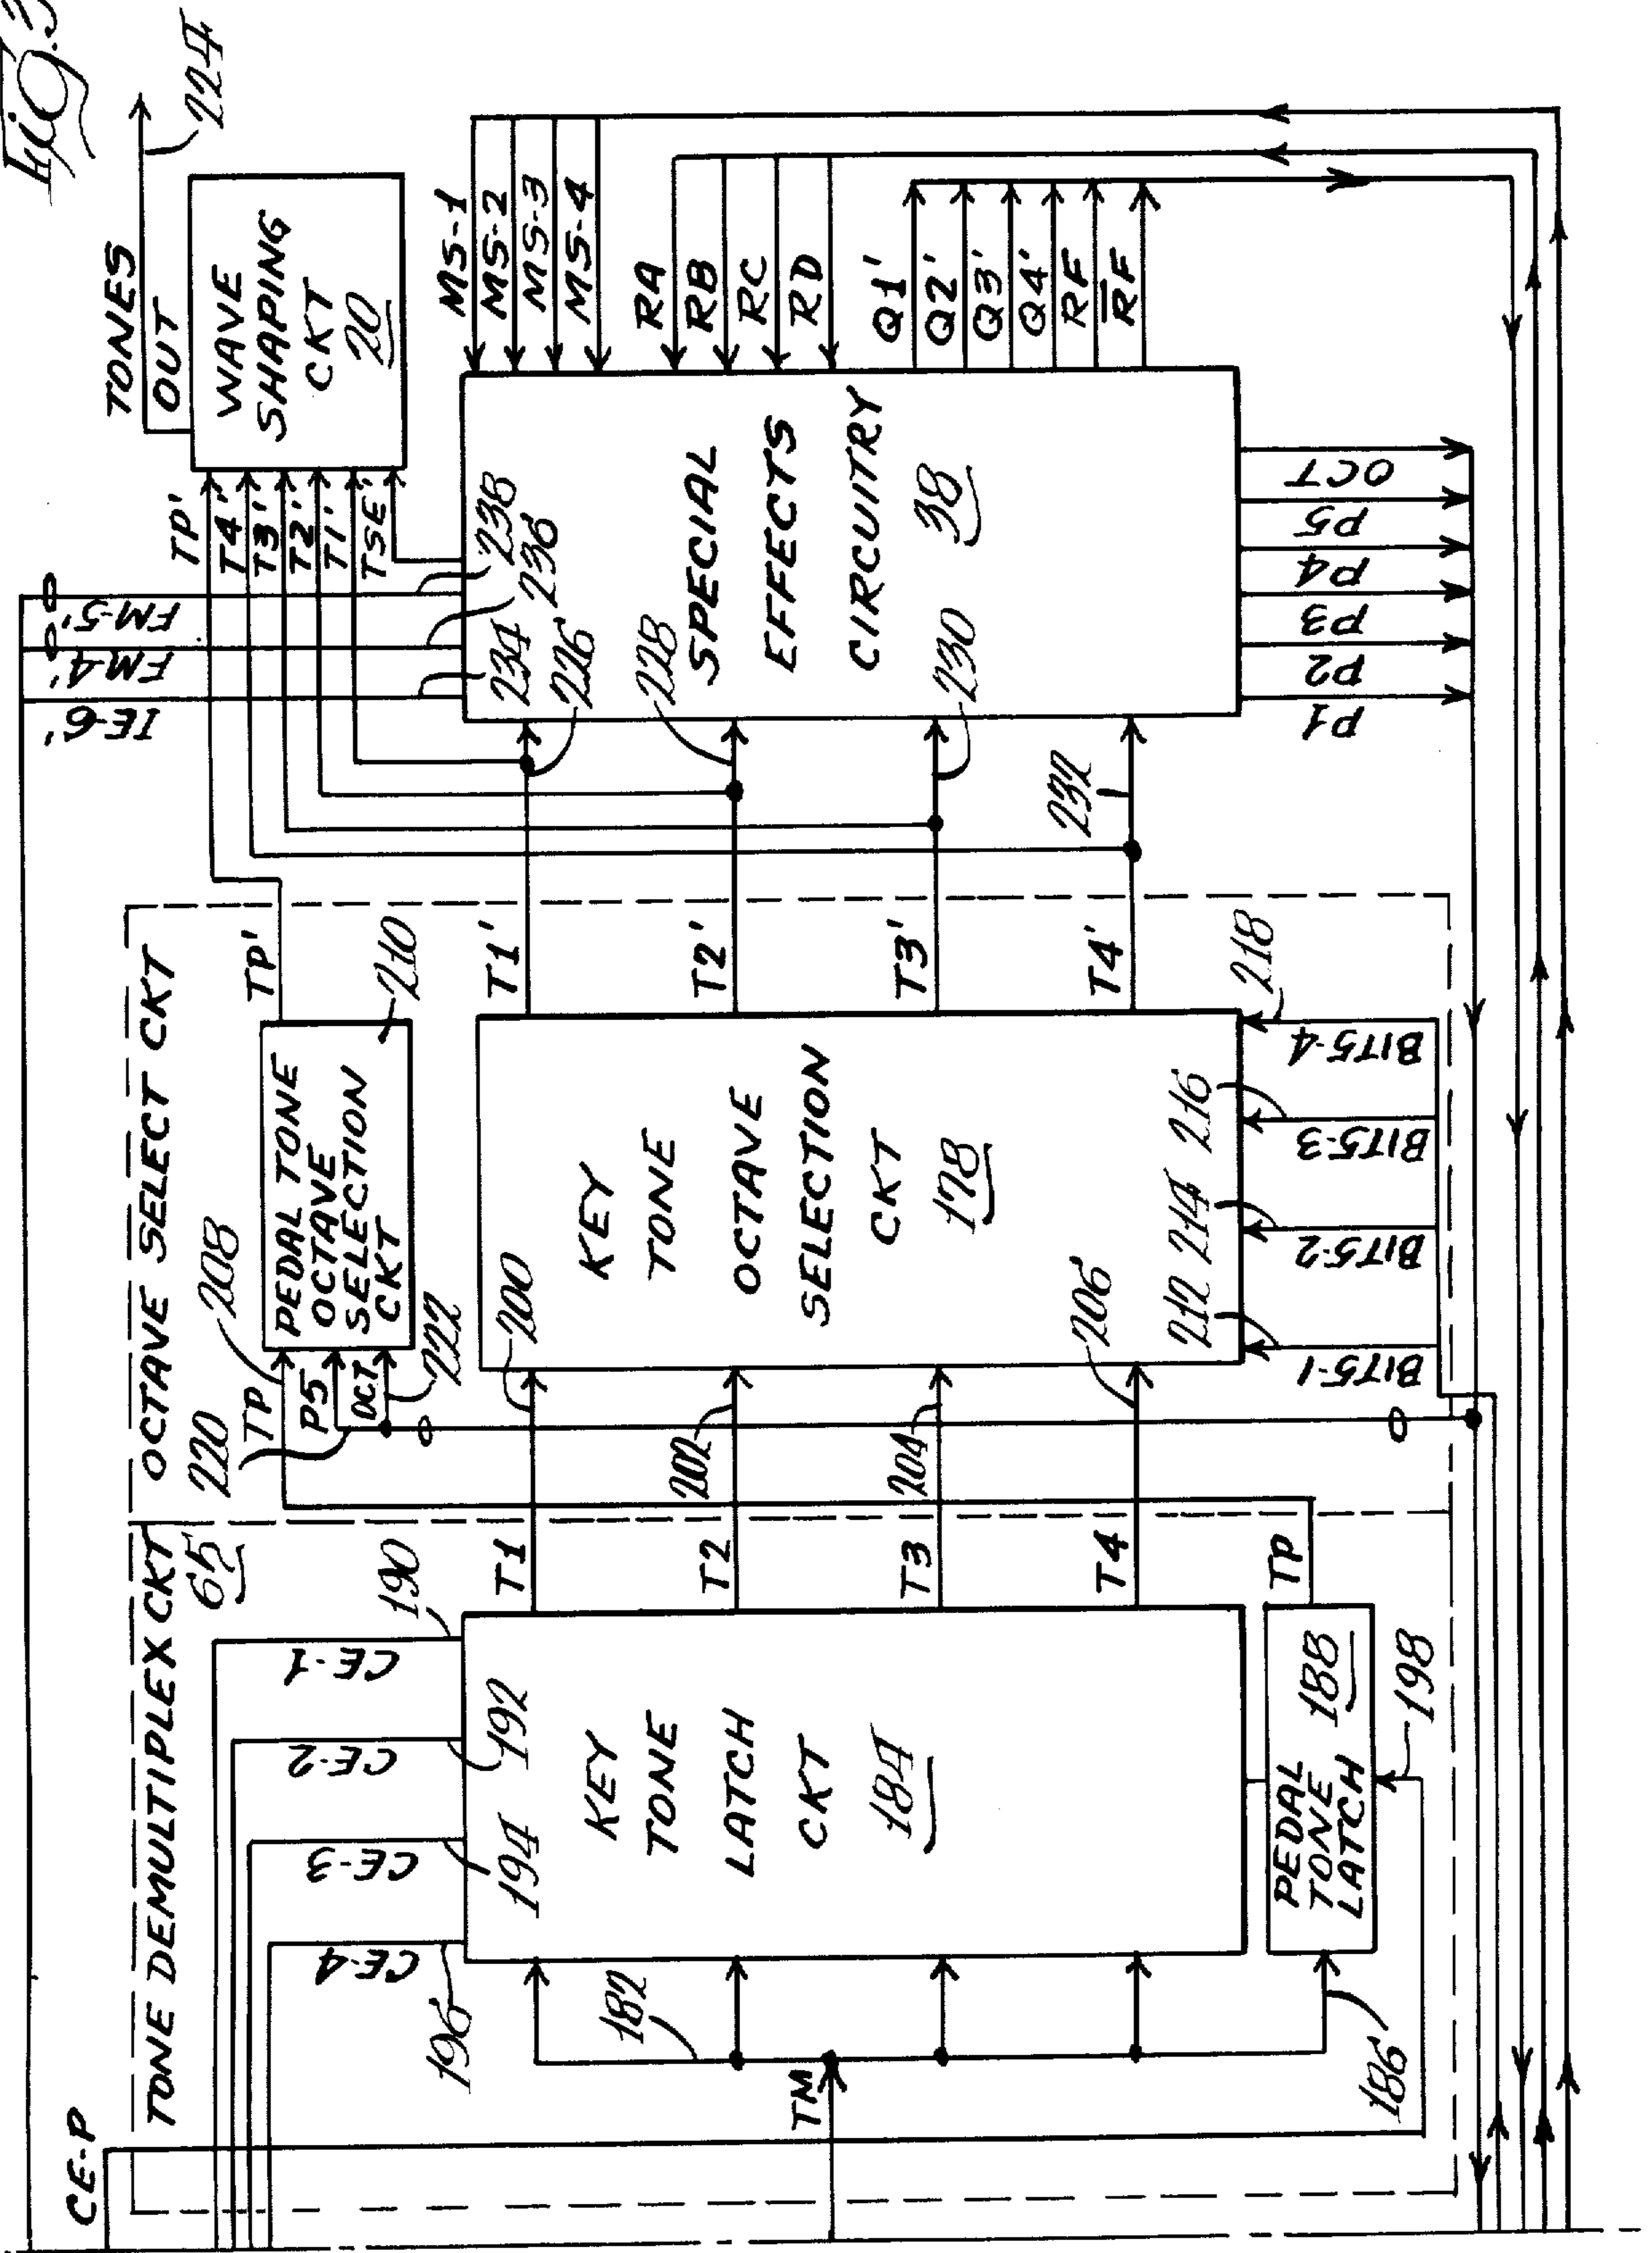 Fig. 3
TONES
OUT
224
WAVE
SHAPING
CKT
20
TP'
T4'
T3'
T2'
T1'
TSE'
FM-5'
FM-4'
IE-6'
238
236
234
226
228
230
232
SPECIAL
EFFECTS
CIRCUITRY
38
MS-1
MS-2
MS-3
MS-4
RA
RB
RC
RD
Q1'
Q2'
Q3'
Q4'
RF
R̅F
P1
P2
P3
P4
P5
OCT
OCTAVE SELECT CKT
TP'
210
PEDAL TONE
OCTAVE
SELECTION
CKT
208
220
TP
P5
OCT
222
T1'
T2'
T3'
T4'
KEY
TONE
OCTAVE
SELECTION
CKT
178
200
202
204
206
212
214
216
218
BITS-1
BITS-2
BITS-3
BITS-4
TONE DEMULTIPLEX CKT
65
CE-P
CE-1
CE-2
CE-3
CE-4
190
192
194
196
T1
T2
T3
T4
TP
KEY
TONE
LATCH
CKT
184
PEDAL
TONE
LATCH
188
198
182
TM
186